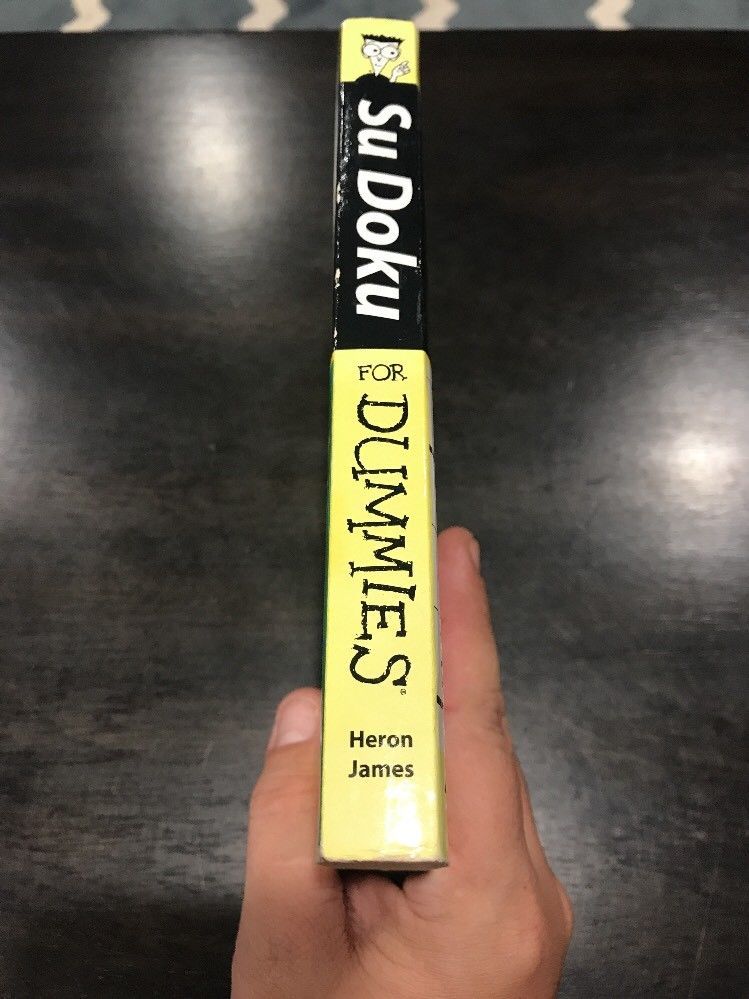 Su Doku
FOR
DUMMIES®
Heron
James